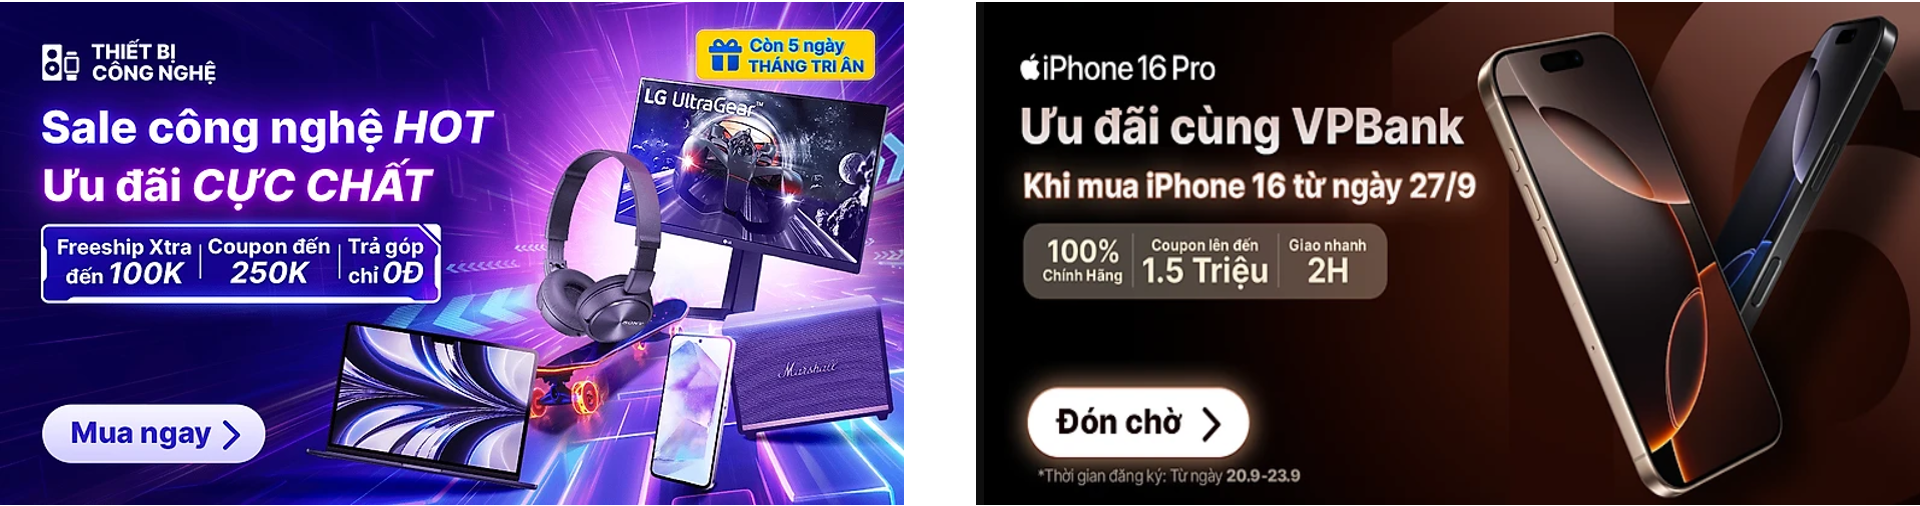 THIẾT BỊ
CÔNG NGHỆ
Còn 5 ngày
THÁNG TRI ÂN
Sale công nghệ HOT
Ưu đãi CỰC CHẤT
Freeship Xtra
đến 100K
Coupon đến
250K
Trả góp
chỉ 0Đ
Mua ngay
LG UltraGear™
LG
SONY
Marshall
iPhone 16 Pro
Ưu đãi cùng VPBank
Khi mua iPhone 16 từ ngày 27/9
100%
Chính Hãng
Coupon lên đến
1.5 Triệu
Giao nhanh
2H
Đón chờ
*Thời gian đăng ký: Từ ngày 20.9-23.9